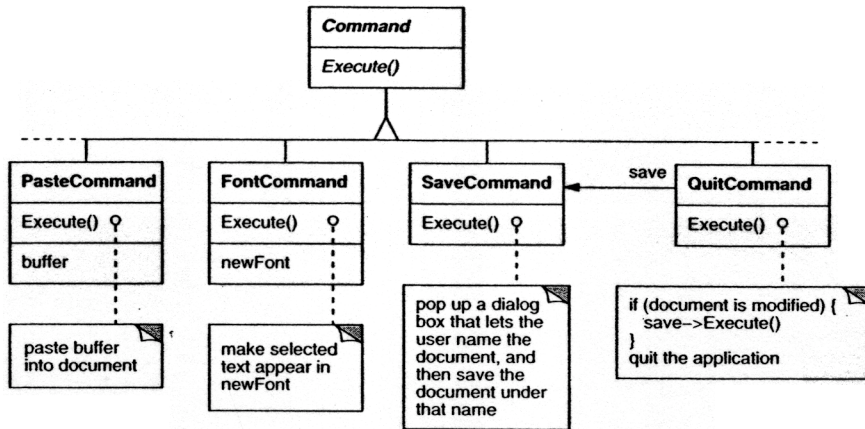 Command
Execute()
PasteCommand
Execute()
buffer
paste buffer
into document
FontCommand
Execute()
newFont
make selected
text appear in
newFont
SaveCommand
Execute()
pop up a dialog
box that lets the
user name the
document, and
then save the
document under
that name
save
QuitCommand
Execute()
if (document is modified) {
save->Execute()
}
quit the application